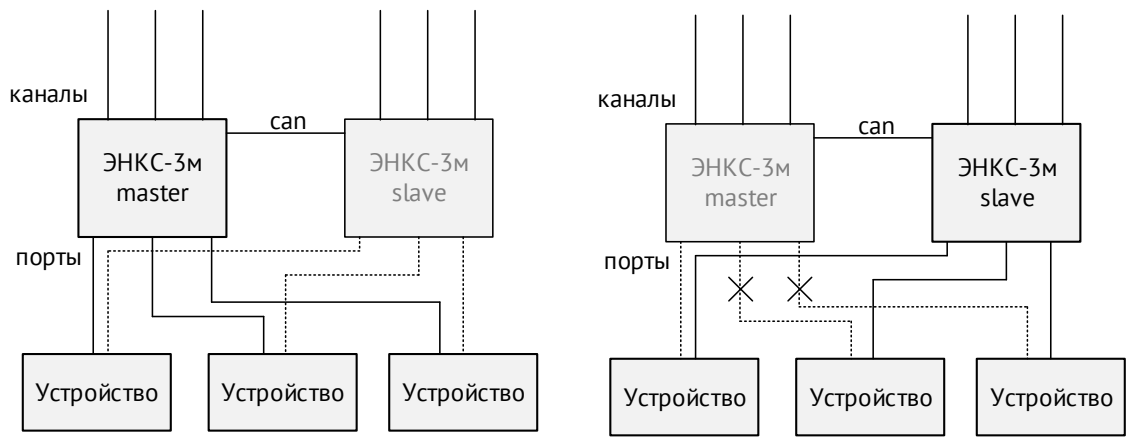 каналы
can
ЭНКС-3м
master
ЭНКС-3м
slave
порты
Устройство
Устройство
Устройство
каналы
can
ЭНКС-3м
master
ЭНКС-3м
slave
порты
Устройство
Устройство
Устройство